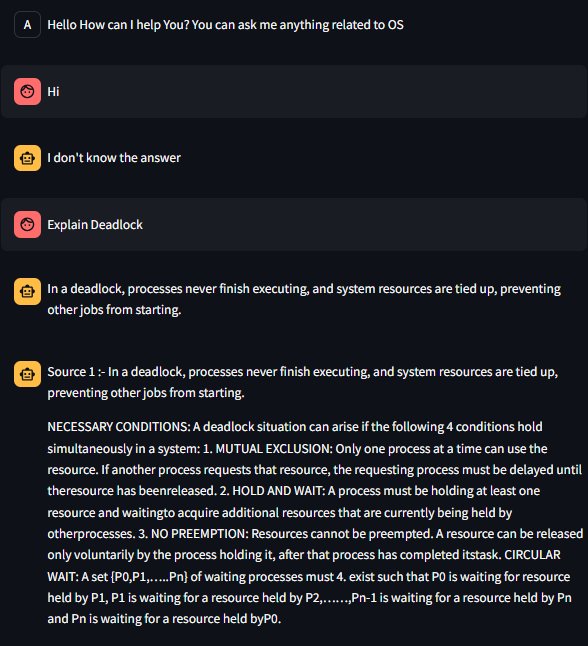 A
Hello How can I help You? You can ask me anything related to OS
Hi
I don't know the answer
Explain Deadlock
In a deadlock, processes never finish executing, and system resources are tied up, preventing
other jobs from starting.
Source 1 :- In a deadlock, processes never finish executing, and system resources are tied up,
preventing other jobs from starting.
NECESSARY CONDITIONS: A deadlock situation can arise if the following 4 conditions hold
simultaneously in a system: 1. MUTUAL EXCLUSION: Only one process at a time can use the
resource. If another process requests that resource, the requesting process must be delayed until
theresource has beenreleased. 2. HOLD AND WAIT: A process must be holding at least one
resource and waitingto acquire additional resources that are currently being held by
otherprocesses. 3. NO PREEMPTION: Resources cannot be preempted. A resource can be released
only voluntarily by the process holding it, after that process has completed itstask. CIRCULAR
WAIT: A set {P0,P1,…..Pn} of waiting processes must 4. exist such that P0 is waiting for resource
held by P1, P1 is waiting for a resource held by P2,……,Pn-1 is waiting for a resource held by Pn
and Pn is waiting for a resource held byP0.